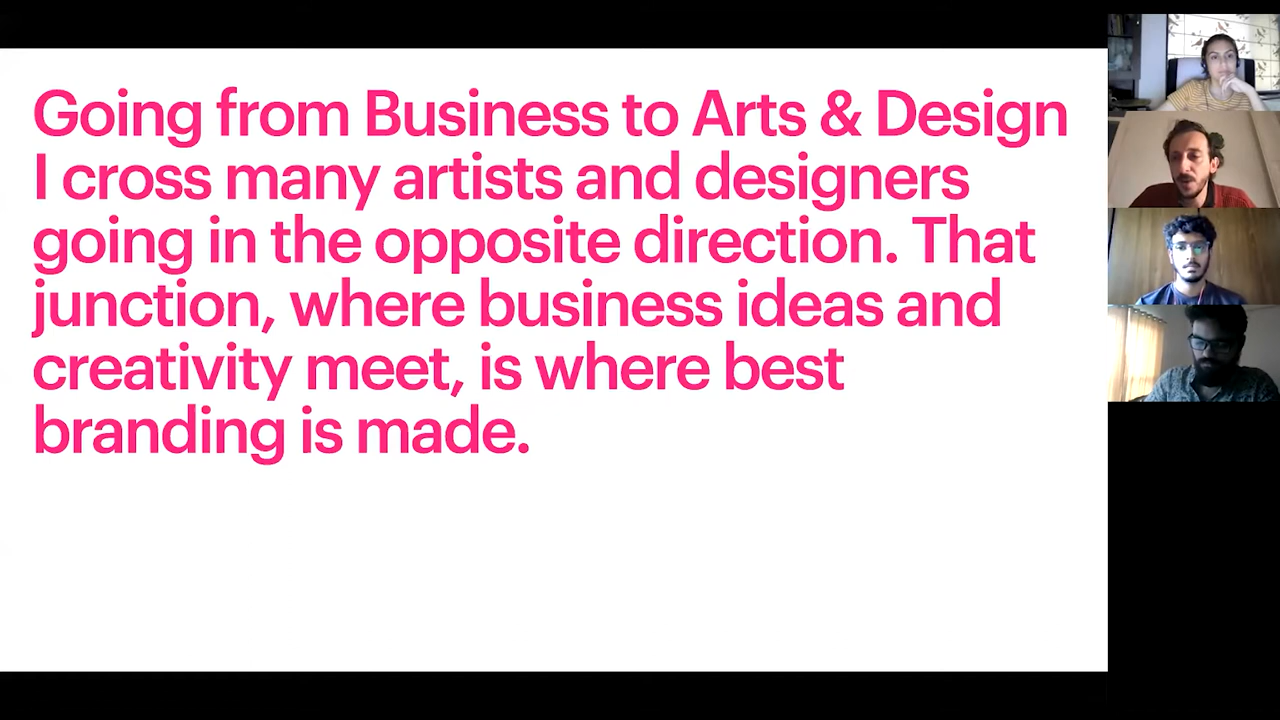 Going from Business to Arts & Design
I cross many artists and designers
going in the opposite direction. That
junction, where business ideas and
creativity meet, is where best
branding is made.